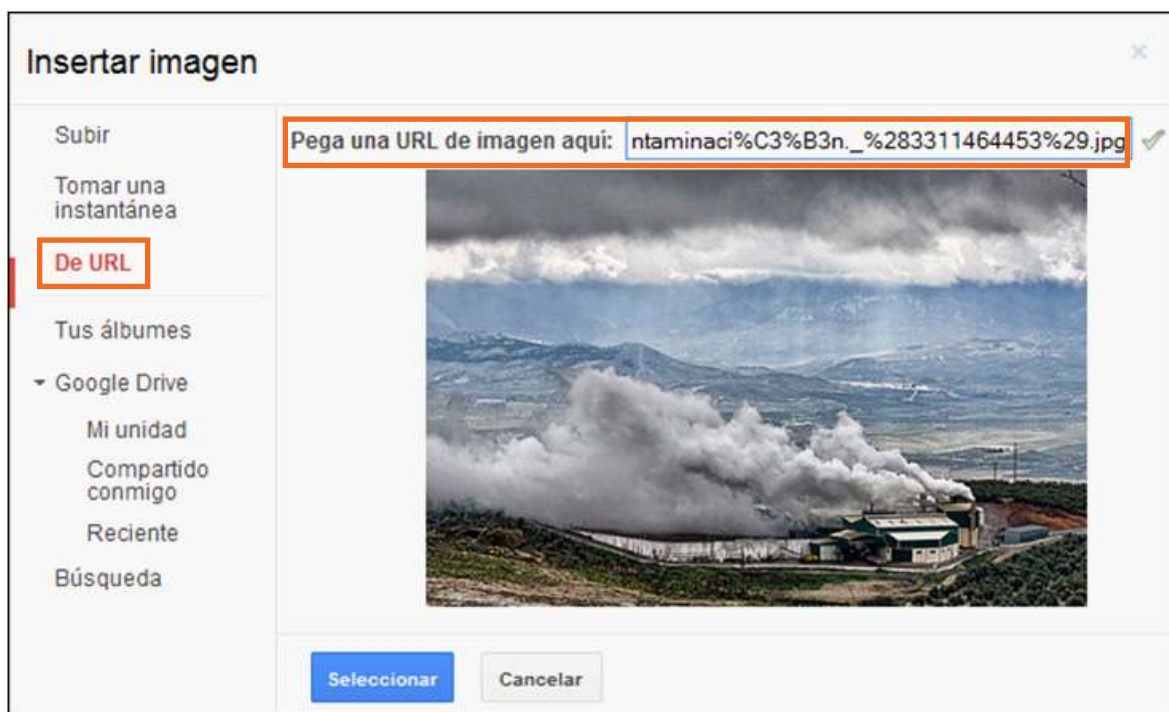 Insertar imagen
Subir
Tomar una
instantánea
De URL
Tus álbumes
Google Drive
Mi unidad
Compartido
conmigo
Reciente
Búsqueda
Pega una URL de imagen aquí: ntaminaci%C3%B3n._%283311464453%29.jpg
Seleccionar Cancelar